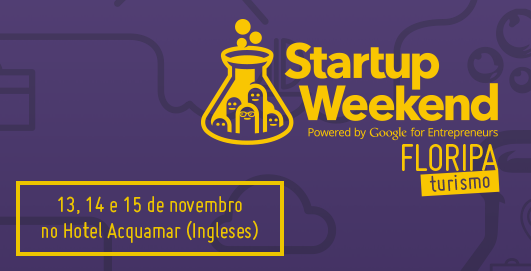 Startup
Weekend
Powered by Google for Entrepreneurs
FLORIPA
turismo
13, 14 e 15 de novembro
no Hotel Acquamar (Ingleses)